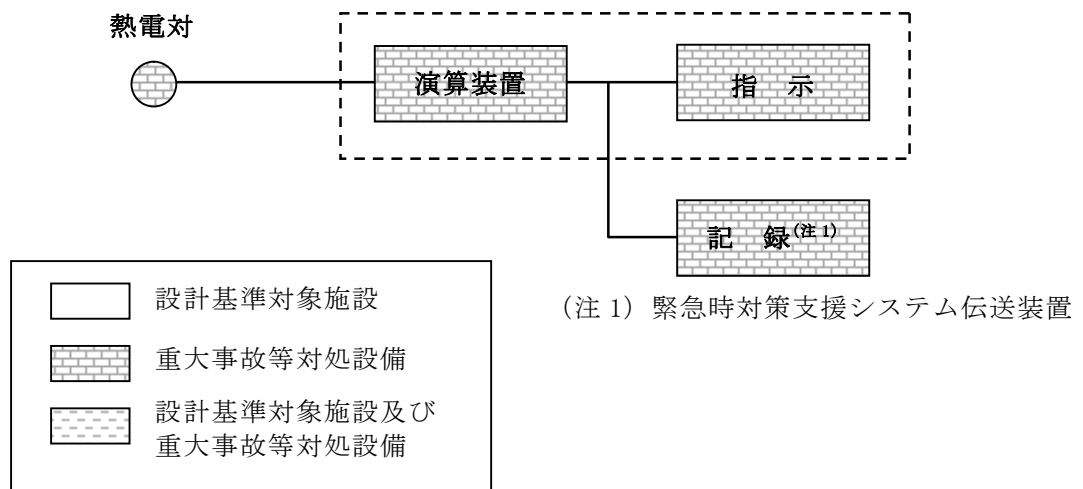 熱電対
演算装置
指 示
記 録(注1)
(注1) 緊急時対策支援システム伝送装置
設計基準対象施設
重大事故等対処設備
設計基準対象施設及び
重大事故等対処設備